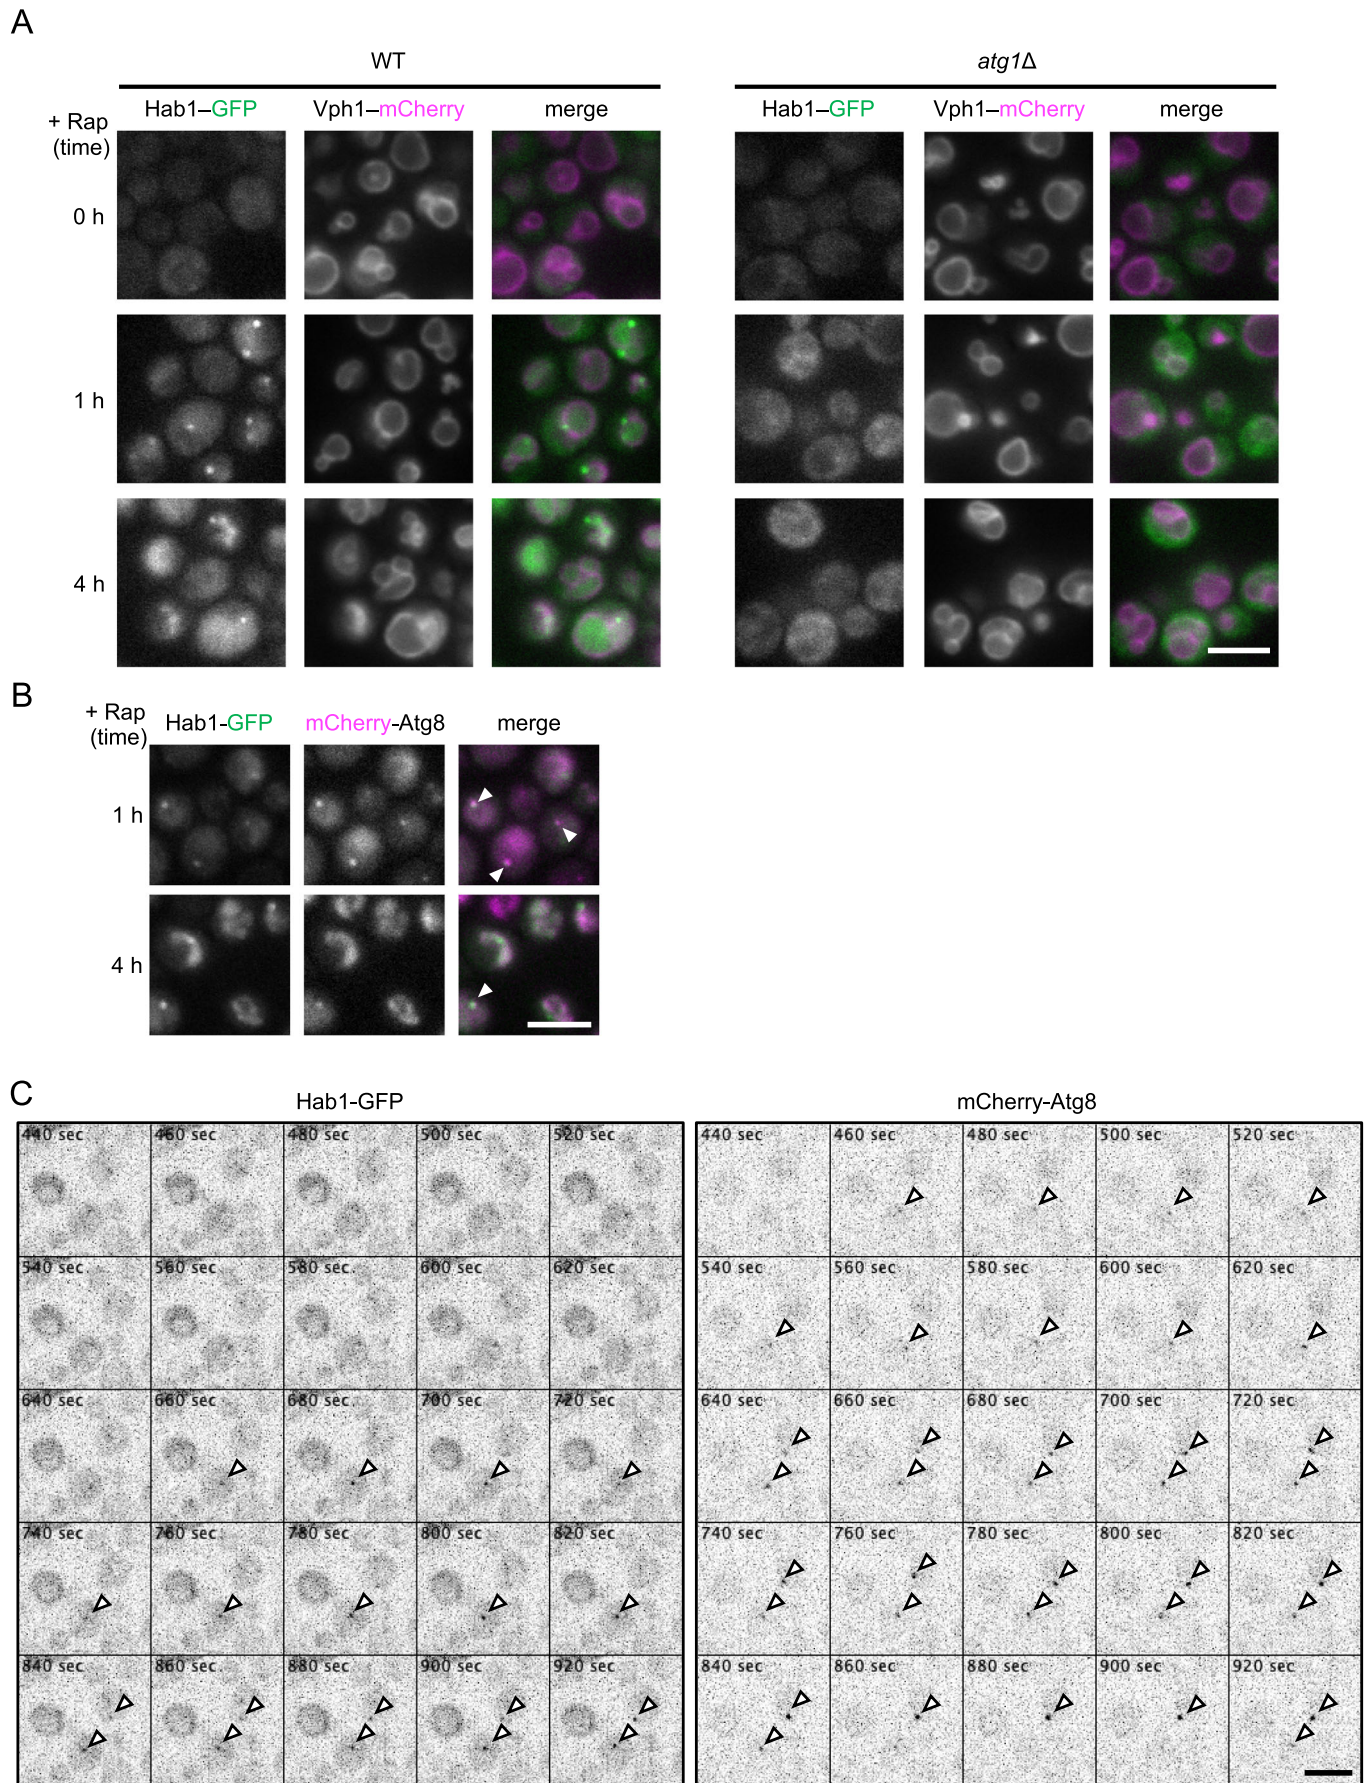 A
WT
atg1Δ
Hab1–GFP Vph1–mCherry merge
Hab1–GFP Vph1–mCherry merge
+ Rap
(time)
0 h
1 h
4 h
B
+ Rap
(time)
Hab1-GFP mCherry-Atg8 merge
1 h
4 h
C
Hab1-GFP
mCherry-Atg8
440 sec 460 sec 480 sec 500 sec 520 sec
440 sec 460 sec 480 sec 500 sec 520 sec
540 sec 560 sec 580 sec 600 sec 620 sec
540 sec 560 sec 580 sec 600 sec 620 sec
640 sec 660 sec 680 sec 700 sec 720 sec
640 sec 660 sec 680 sec 700 sec 720 sec
740 sec 760 sec 780 sec 800 sec 820 sec
740 sec 760 sec 780 sec 800 sec 820 sec
840 sec 860 sec 880 sec 900 sec 920 sec
840 sec 860 sec 880 sec 900 sec 920 sec